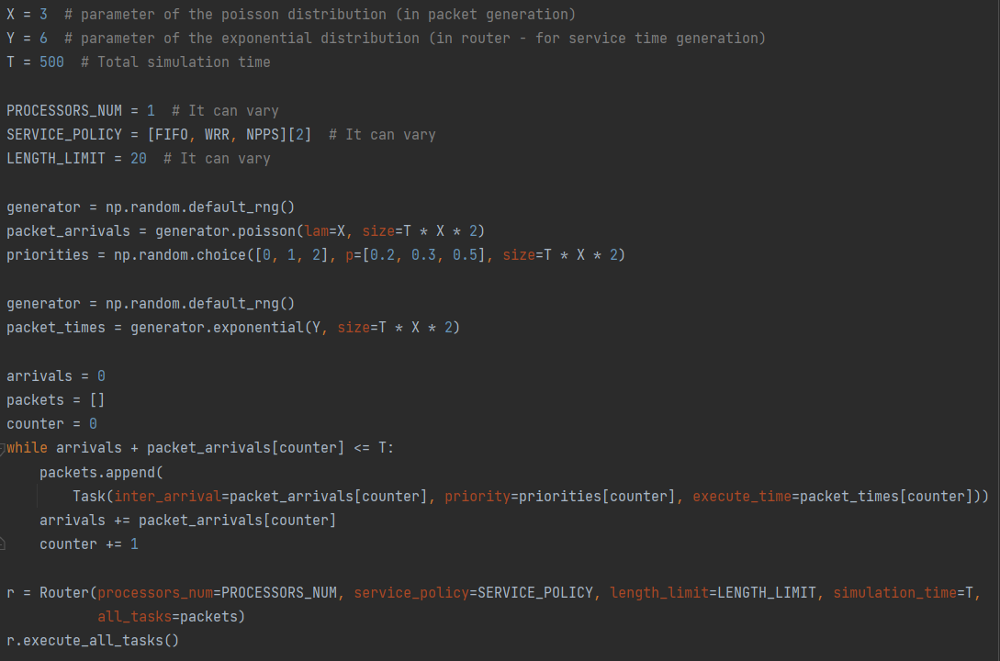 X = 3  # parameter of the poisson distribution (in packet generation)
Y = 6  # parameter of the exponential distribution (in router - for service time generation)
T = 500  # Total simulation time
PROCESSORS_NUM = 1  # It can vary
SERVICE_POLICY = [FIFO, WRR, NPPS][2]  # It can vary
LENGTH_LIMIT = 20  # It can vary
generator = np.random.default_rng()
packet_arrivals = generator.poisson(lam=X, size=T * X * 2)
priorities = np.random.choice([0, 1, 2], p=[0.2, 0.3, 0.5], size=T * X * 2)
generator = np.random.default_rng()
packet_times = generator.exponential(Y, size=T * X * 2)
arrivals = 0
packets = []
counter = 0
while arrivals + packet_arrivals[counter] <= T:
    packets.append(
        Task(inter_arrival=packet_arrivals[counter], priority=priorities[counter], execute_time=packet_times[counter]))
    arrivals += packet_arrivals[counter]
    counter += 1
r = Router(processors_num=PROCESSORS_NUM, service_policy=SERVICE_POLICY, length_limit=LENGTH_LIMIT, simulation_time=T,
           all_tasks=packets)
r.execute_all_tasks()